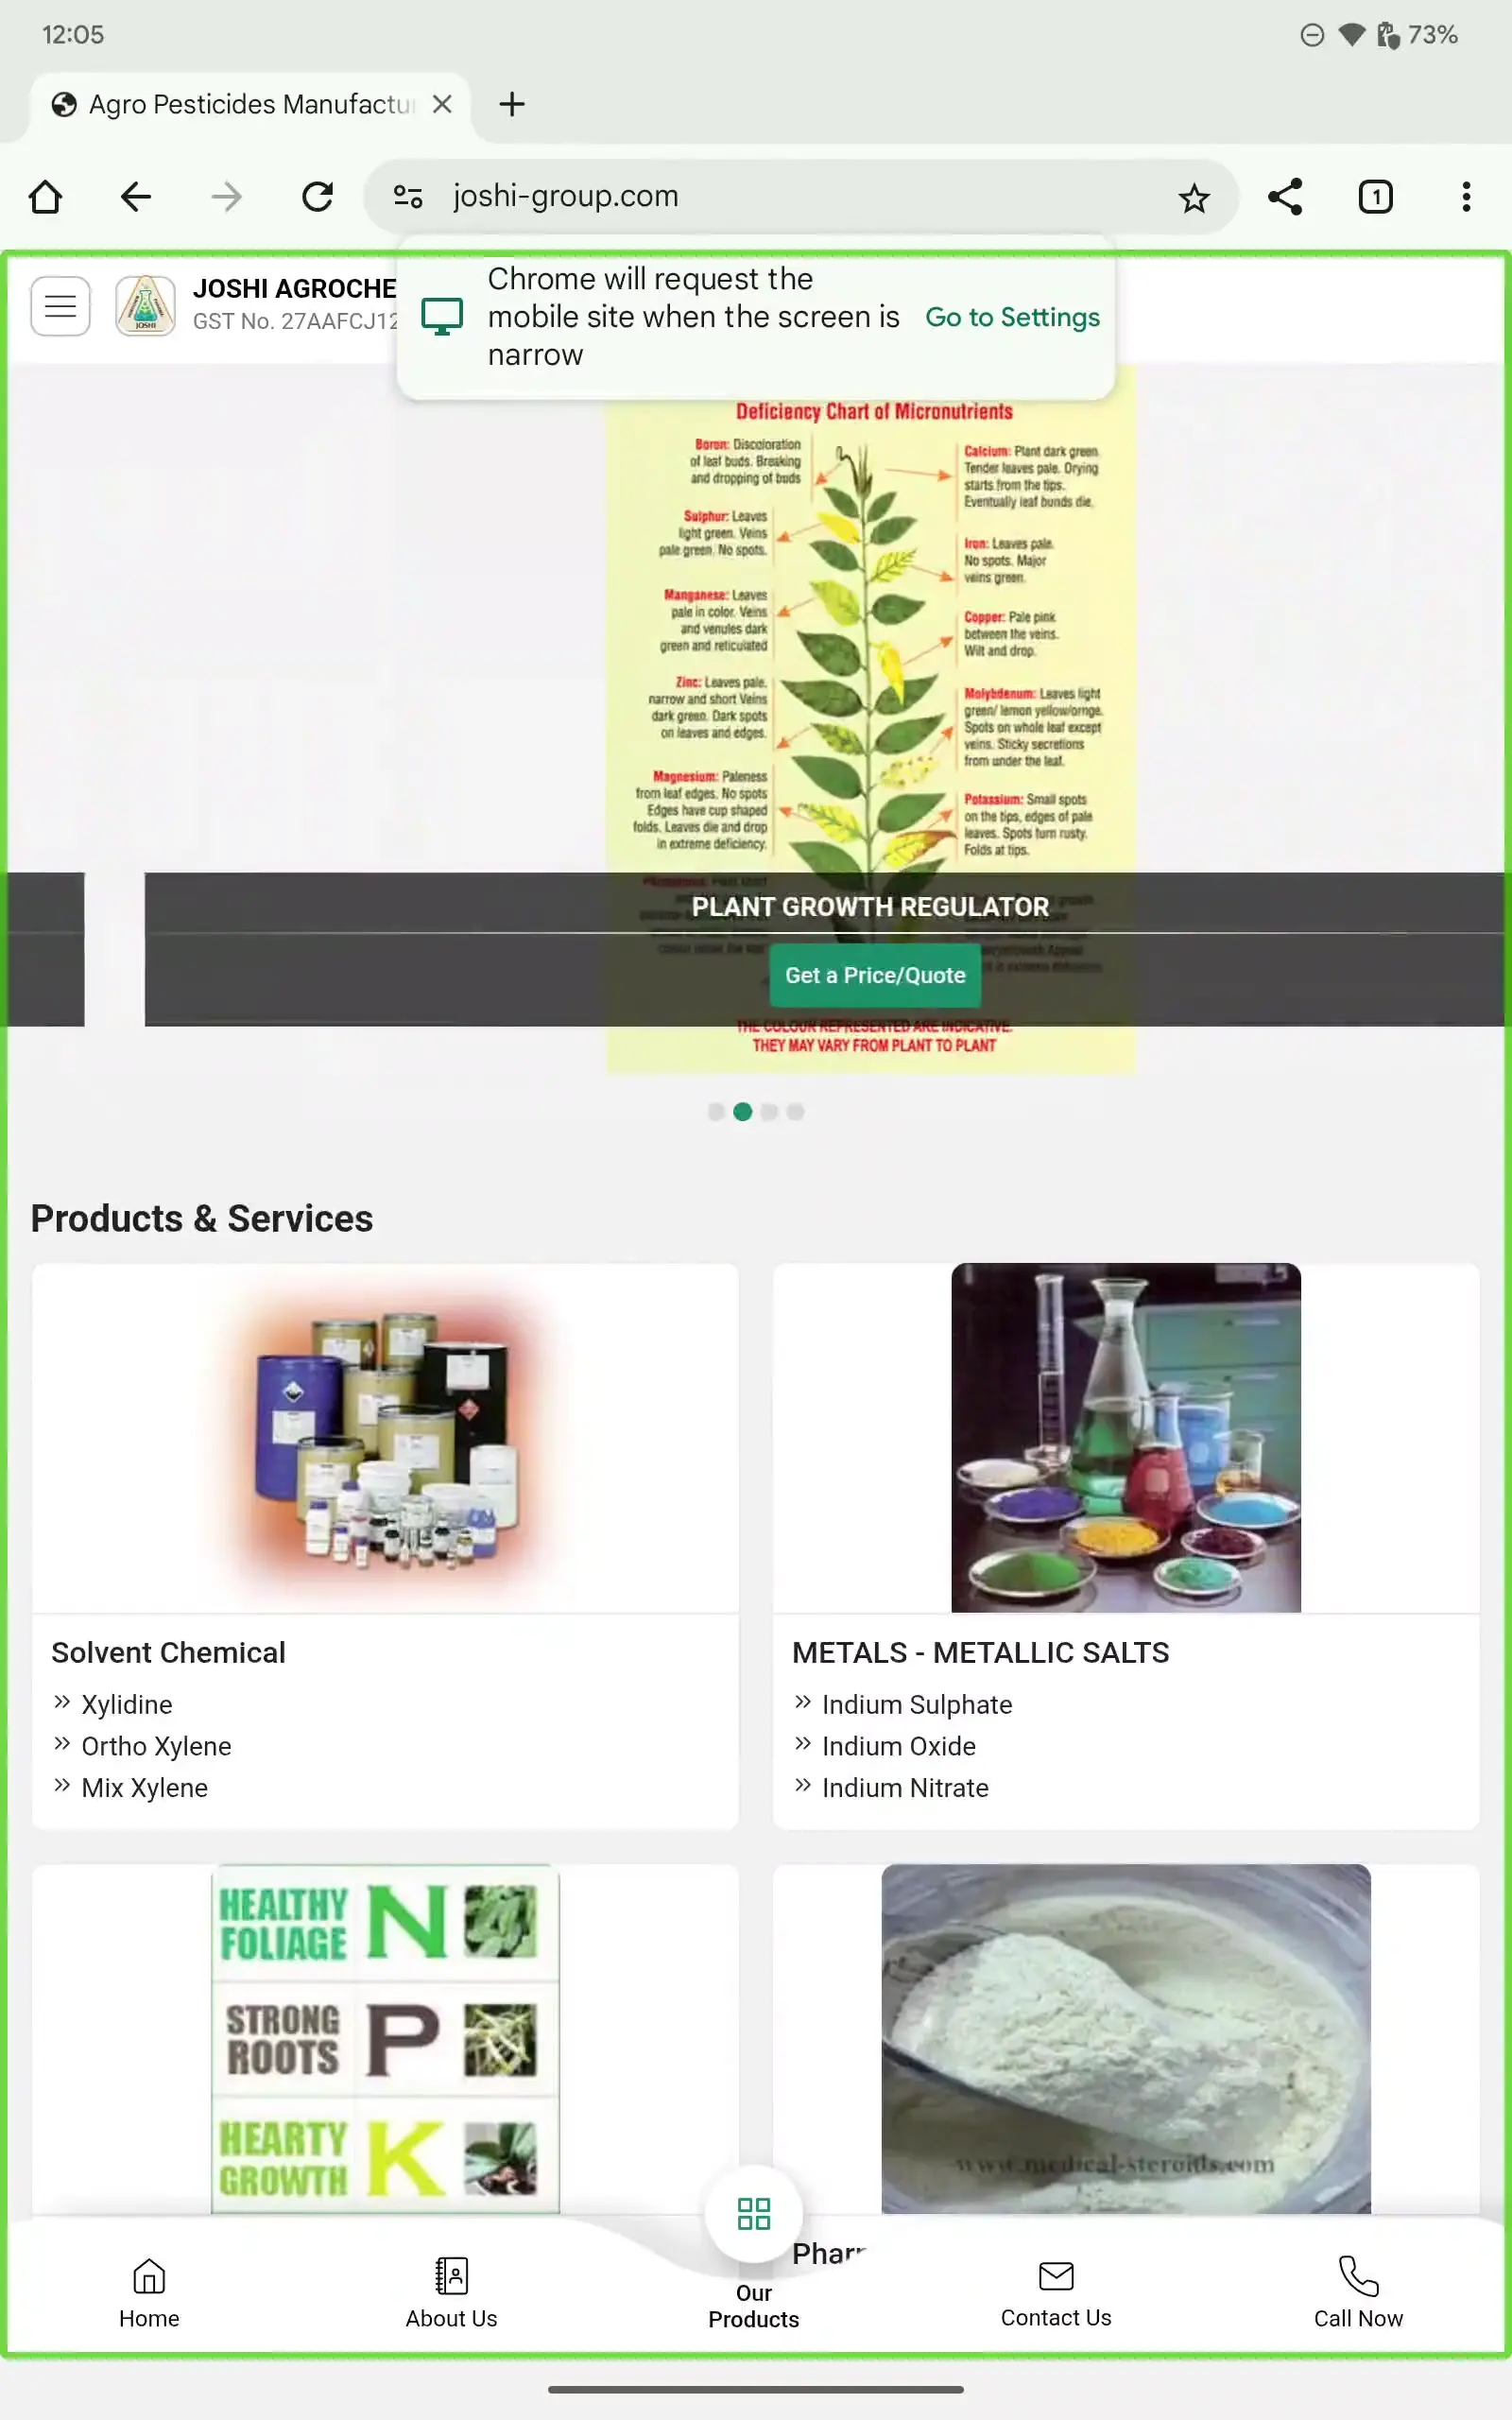 12:05
73%
Agro Pesticides Manufactur
joshi-group.com
1
Chrome will request the
mobile site when the screen is
narrow
Go to Settings
JOSHI AGROCHE
GST No. 27AAFCJ12
JOSHI
Deficiency Chart of Micronutrients
Boron: Discoloration
of leaf buds. Breaking
and dropping of buds
Sulphur: Leaves
light green. Veins
pale green. No spots.
Manganese: Leaves
pale in color. Veins
and venules dark
green and reticulated
Zinc: Leaves pale.
narrow and short Veins
dark green. Dark spots
on leaves and edges.
Magnesium: Paleness
from leaf edges. No spots
Edges have cup shaped
folds. Leaves die and drop
in extreme deficiency.
Calcium: Plant dark green
Tender leaves pale. Drying
starts from the tips.
Eventually leaf bunds die.
Iron: Leaves pale.
No spots. Major
veins green.
Copper: Pale pink
between the veins.
Wilt and drop.
Molybdenum: Leaves light
green/ lemon yellow/ornge.
Spots on whole leaf except
veins. Sticky secretions
from under the leaf.
Potassium: Small spots
on the tips, edges of pale
leaves. Spots turn rusty.
Folds at tips.
PLANT GROWTH REGULATOR
Get a Price/Quote
THE COLOUR REPRESENTED ARE INDICATIVE.
THEY MAY VARY FROM PLANT TO PLANT
Products & Services
Solvent Chemical
Xylidine
Ortho Xylene
Mix Xylene
METALS - METALLIC SALTS
Indium Sulphate
Indium Oxide
Indium Nitrate
HEALTHY
FOLIAGE
N
STRONG
ROOTS
P
HEARTY
GROWTH
K
www.medical-steroids.com
Phar
Home
About Us
Our
Products
Contact Us
Call Now